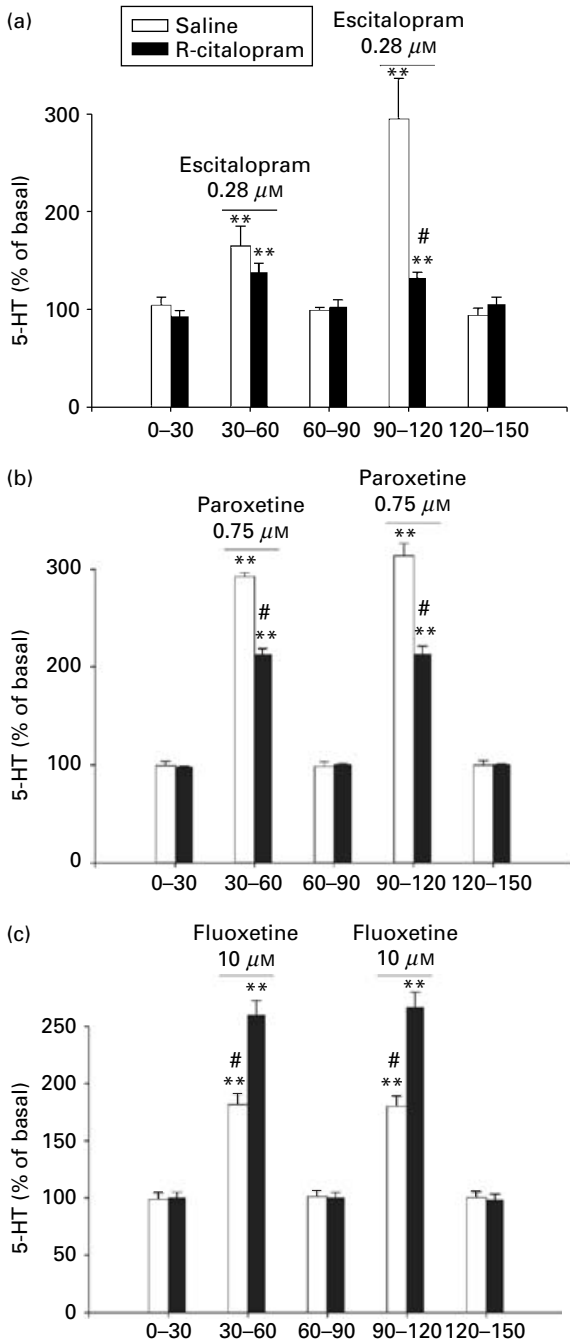 (a)
Saline
R-citalopram
Escitalopram
0.28 μM
**
300
Escitalopram
0.28 μM
200
**
**
#
**
100
0
5-HT (% of basal)
0–30 30–60 60–90 90–120 120–150
(b)
Paroxetine
0.75 μM
Paroxetine
0.75 μM
**
**
300
#
**
#
**
200
100
0
5-HT (% of basal)
0–30 30–60 60–90 90–120 120–150
(c)
Fluoxetine
10 μM
Fluoxetine
10 μM
**
**
250
#
**
#
**
200
150
100
50
0
5-HT (% of basal)
0–30 30–60 60–90 90–120 120–150